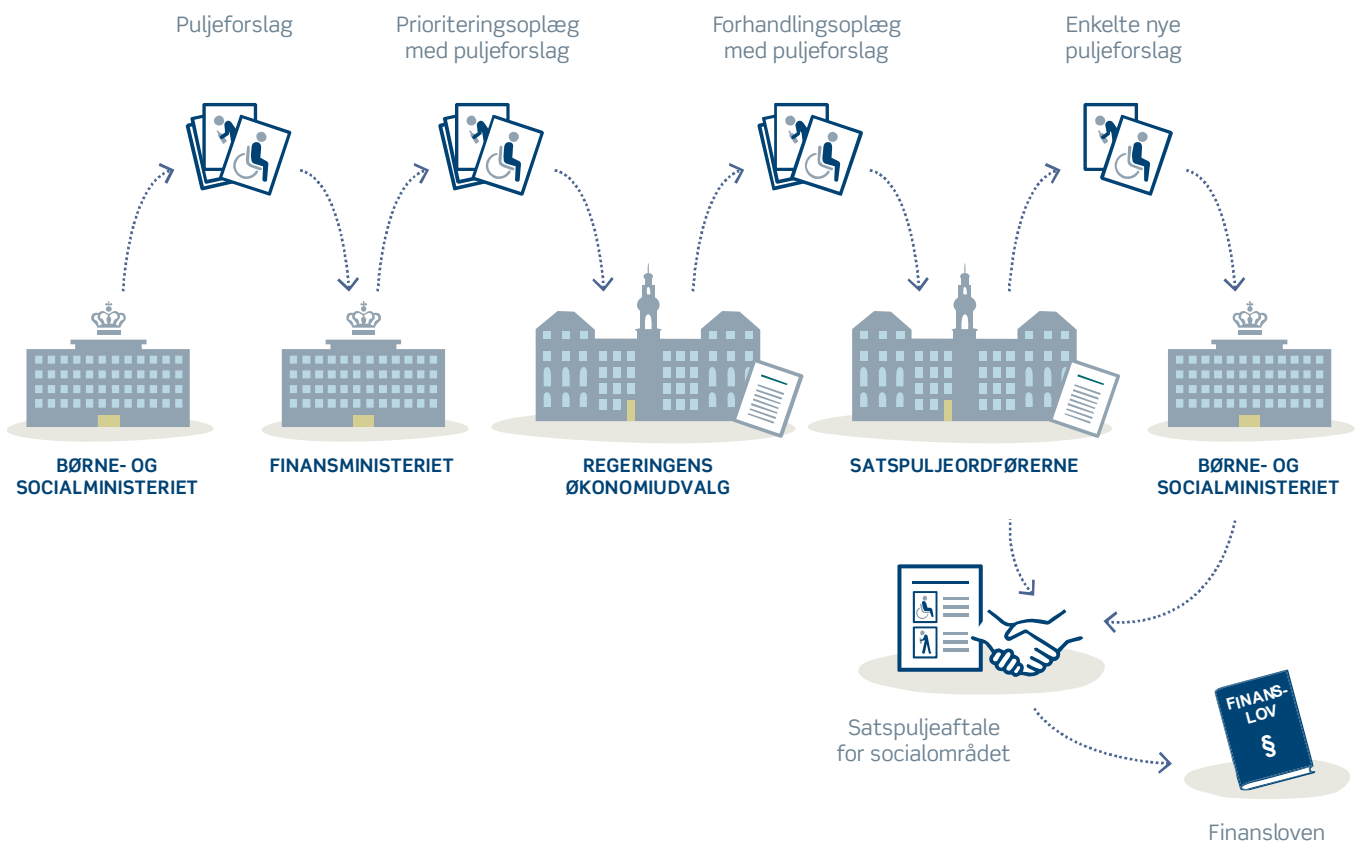 Puljeforslag
Prioriteringsoplæg
med puljeforslag
Forhandlingsoplæg
med puljeforslag
Enkelte nye
puljeforslag
BØRNE- OG
SOCIALMINISTERIET
FINANSMINISTERIET
REGERINGENS
ØKONOMIUDVALG
SATSPULJEORDFØRERNE
BØRNE- OG
SOCIALMINISTERIET
Satspuljeaftale
for socialområdet
FINANS-
LOV
§
Finansloven